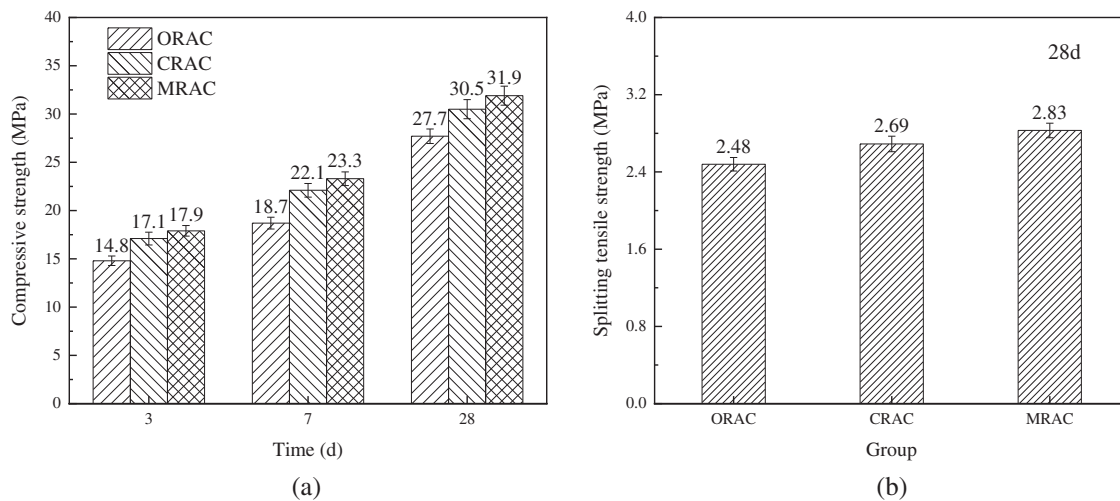 40
35
30
25
20
15
10
5
0
Compressive strength (MPa)
ORAC
CRAC
MRAC
14.8
17.1
17.9
18.7
22.1
23.3
27.7
30.5
31.9
3
7
28
Time (d)
(a)
4.0
3.2
2.4
1.6
0.8
0.0
Splitting tensile strength (MPa)
28d
2.48
2.69
2.83
ORAC
CRAC
MRAC
Group
(b)